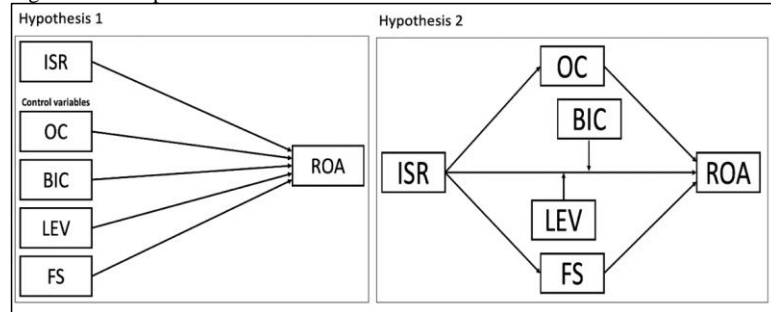 Hypothesis 1
ISR
Control variables
OC
BIC
LEV
FS
ROA
Hypothesis 2
OC
BIC
ISR
ROA
LEV
FS